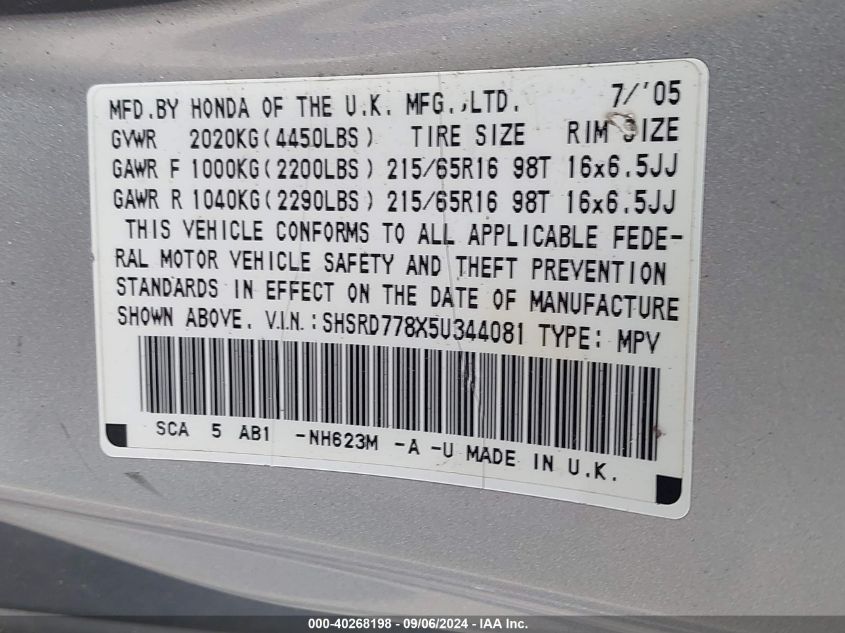 MFD.BY HONDA OF THE U.K. MFG.,LTD. 7/'05
GVWR 2020KG(4450LBS) TIRE SIZE RIM SIZE
GAWR F 1000KG(2200LBS) 215/65R16 98T 16x6.5JJ
GAWR R 1040KG(2290LBS) 215/65R16 98T 16x6.5JJ
THIS VEHICLE CONFORMS TO ALL APPLICABLE FEDE-
RAL MOTOR VEHICLE SAFETY AND THEFT PREVENTION
STANDARDS IN EFFECT ON THE DATE OF MANUFACTURE
SHOWN ABOVE. V.I.N.:SHSRD778X5U344081 TYPE: MPV
SCA 5 AB1 -NH623M -A -U MADE IN U.K.
000-40268198 - 09/06/2024 - IAA Inc.